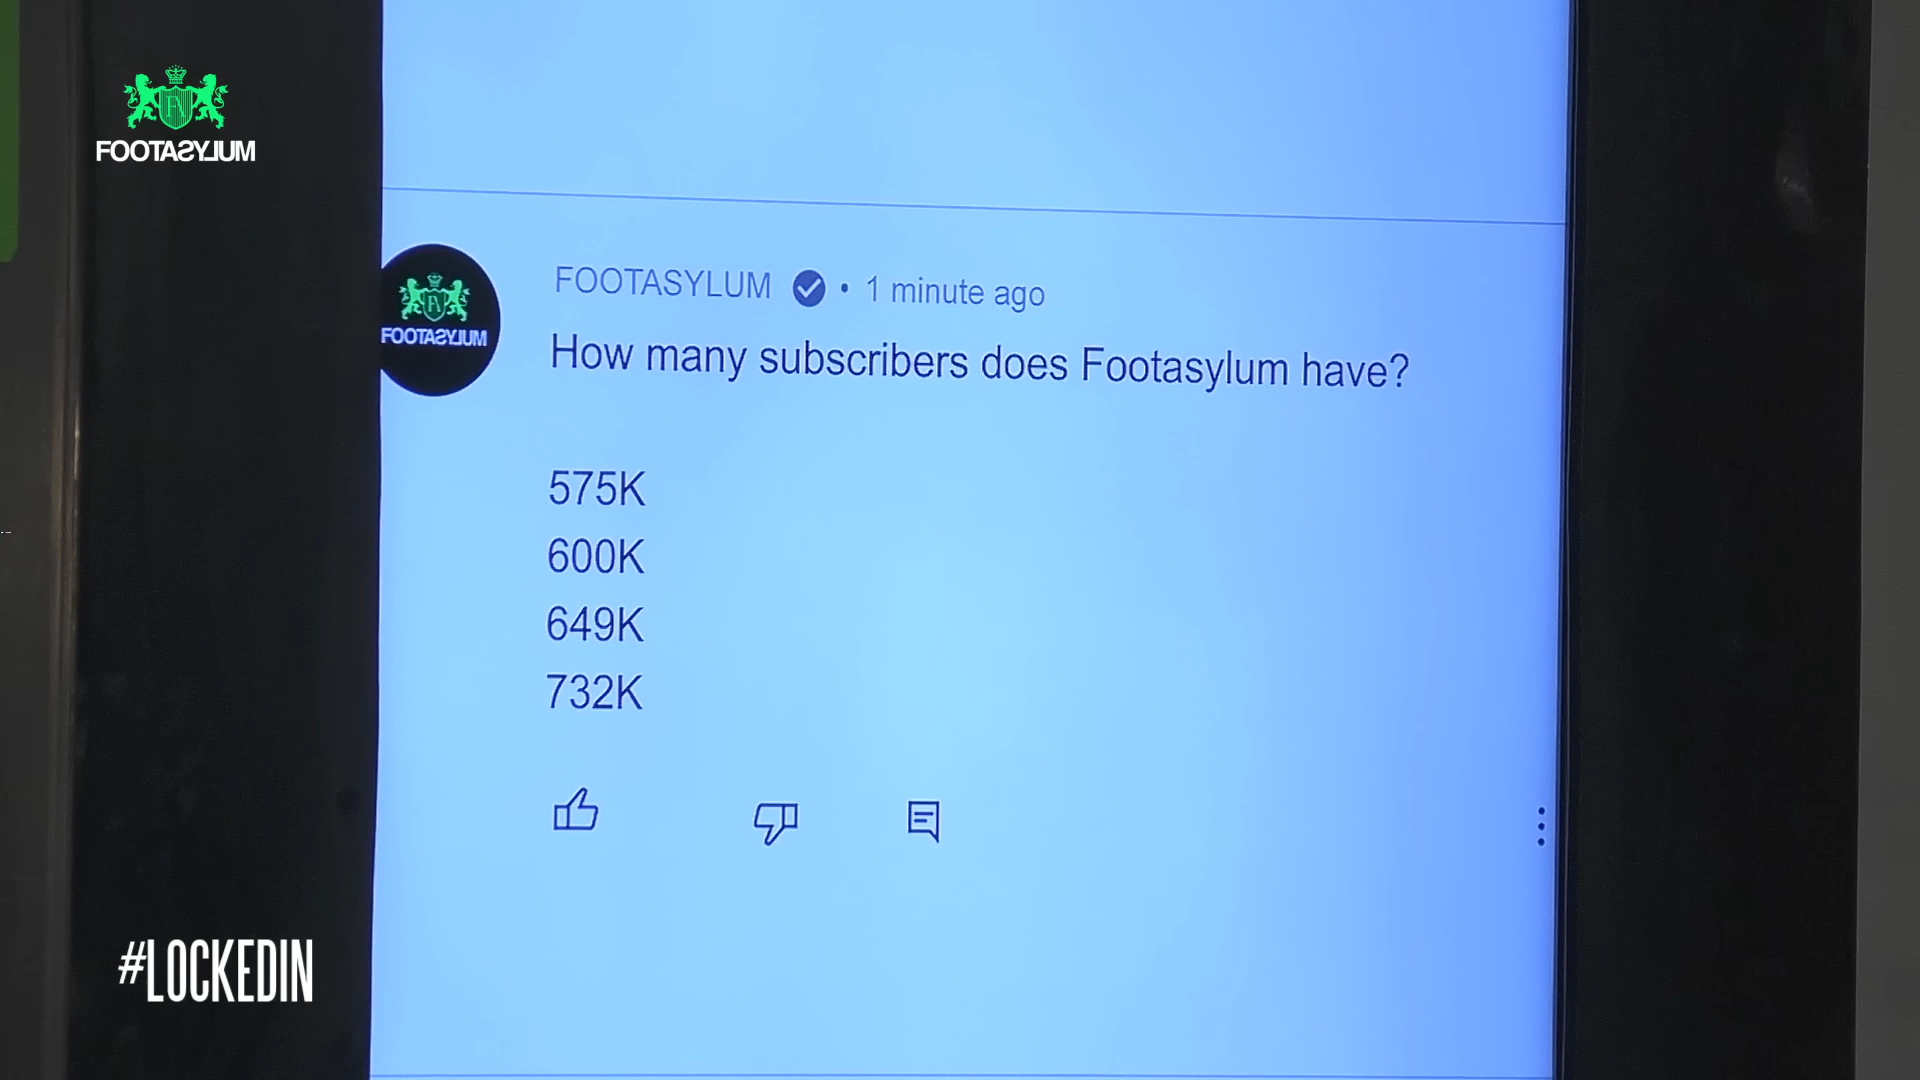 FOOTASYLUM
FOOTASYLUM • 1 minute ago
FOOTASYLUM
How many subscribers does Footasylum have?
575K
600K
649K
732K
#LOCKEDIN